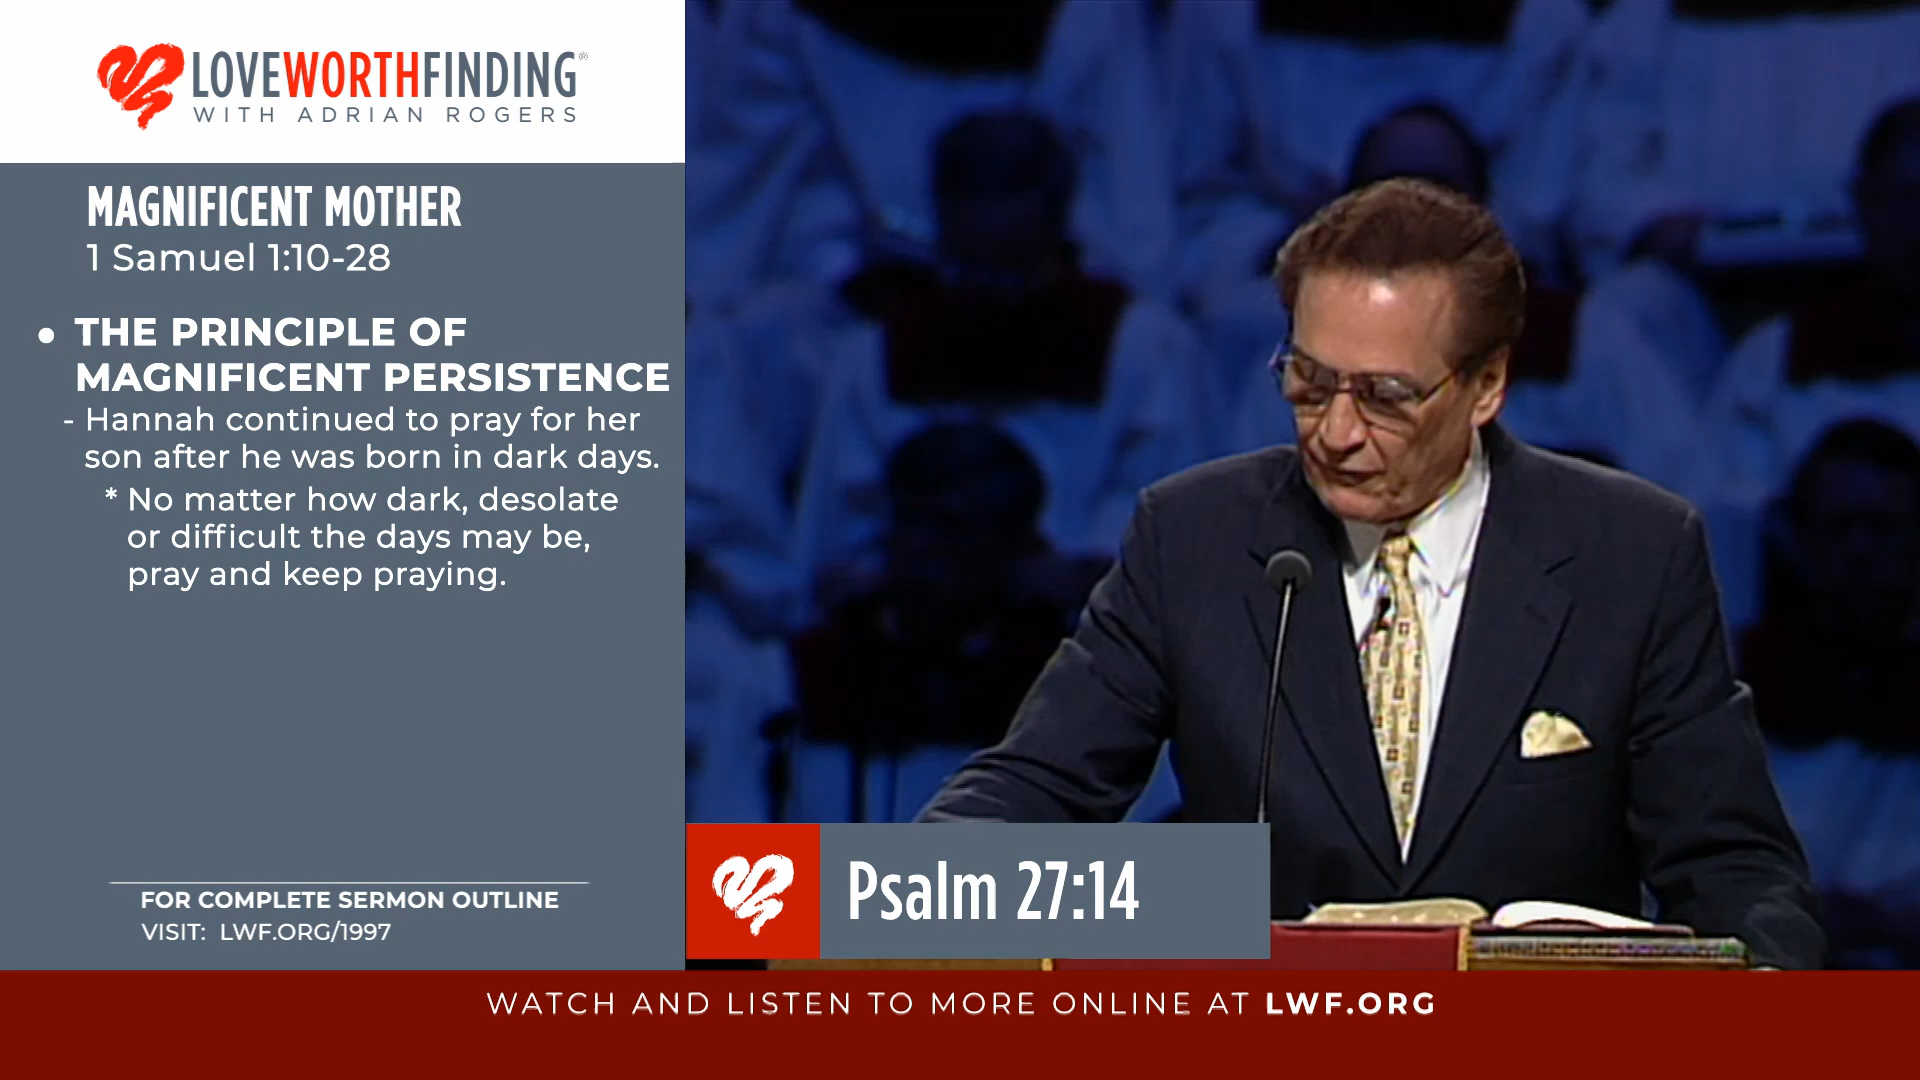 LOVEWORTHFINDING®
WITH ADRIAN ROGERS
MAGNIFICENT MOTHER
1 Samuel 1:10-28
• THE PRINCIPLE OF
MAGNIFICENT PERSISTENCE
- Hannah continued to pray for her
son after he was born in dark days.
* No matter how dark, desolate
or difficult the days may be,
pray and keep praying.
FOR COMPLETE SERMON OUTLINE
VISIT: LWF.ORG/1997
Psalm 27:14
WATCH AND LISTEN TO MORE ONLINE AT LWF.ORG